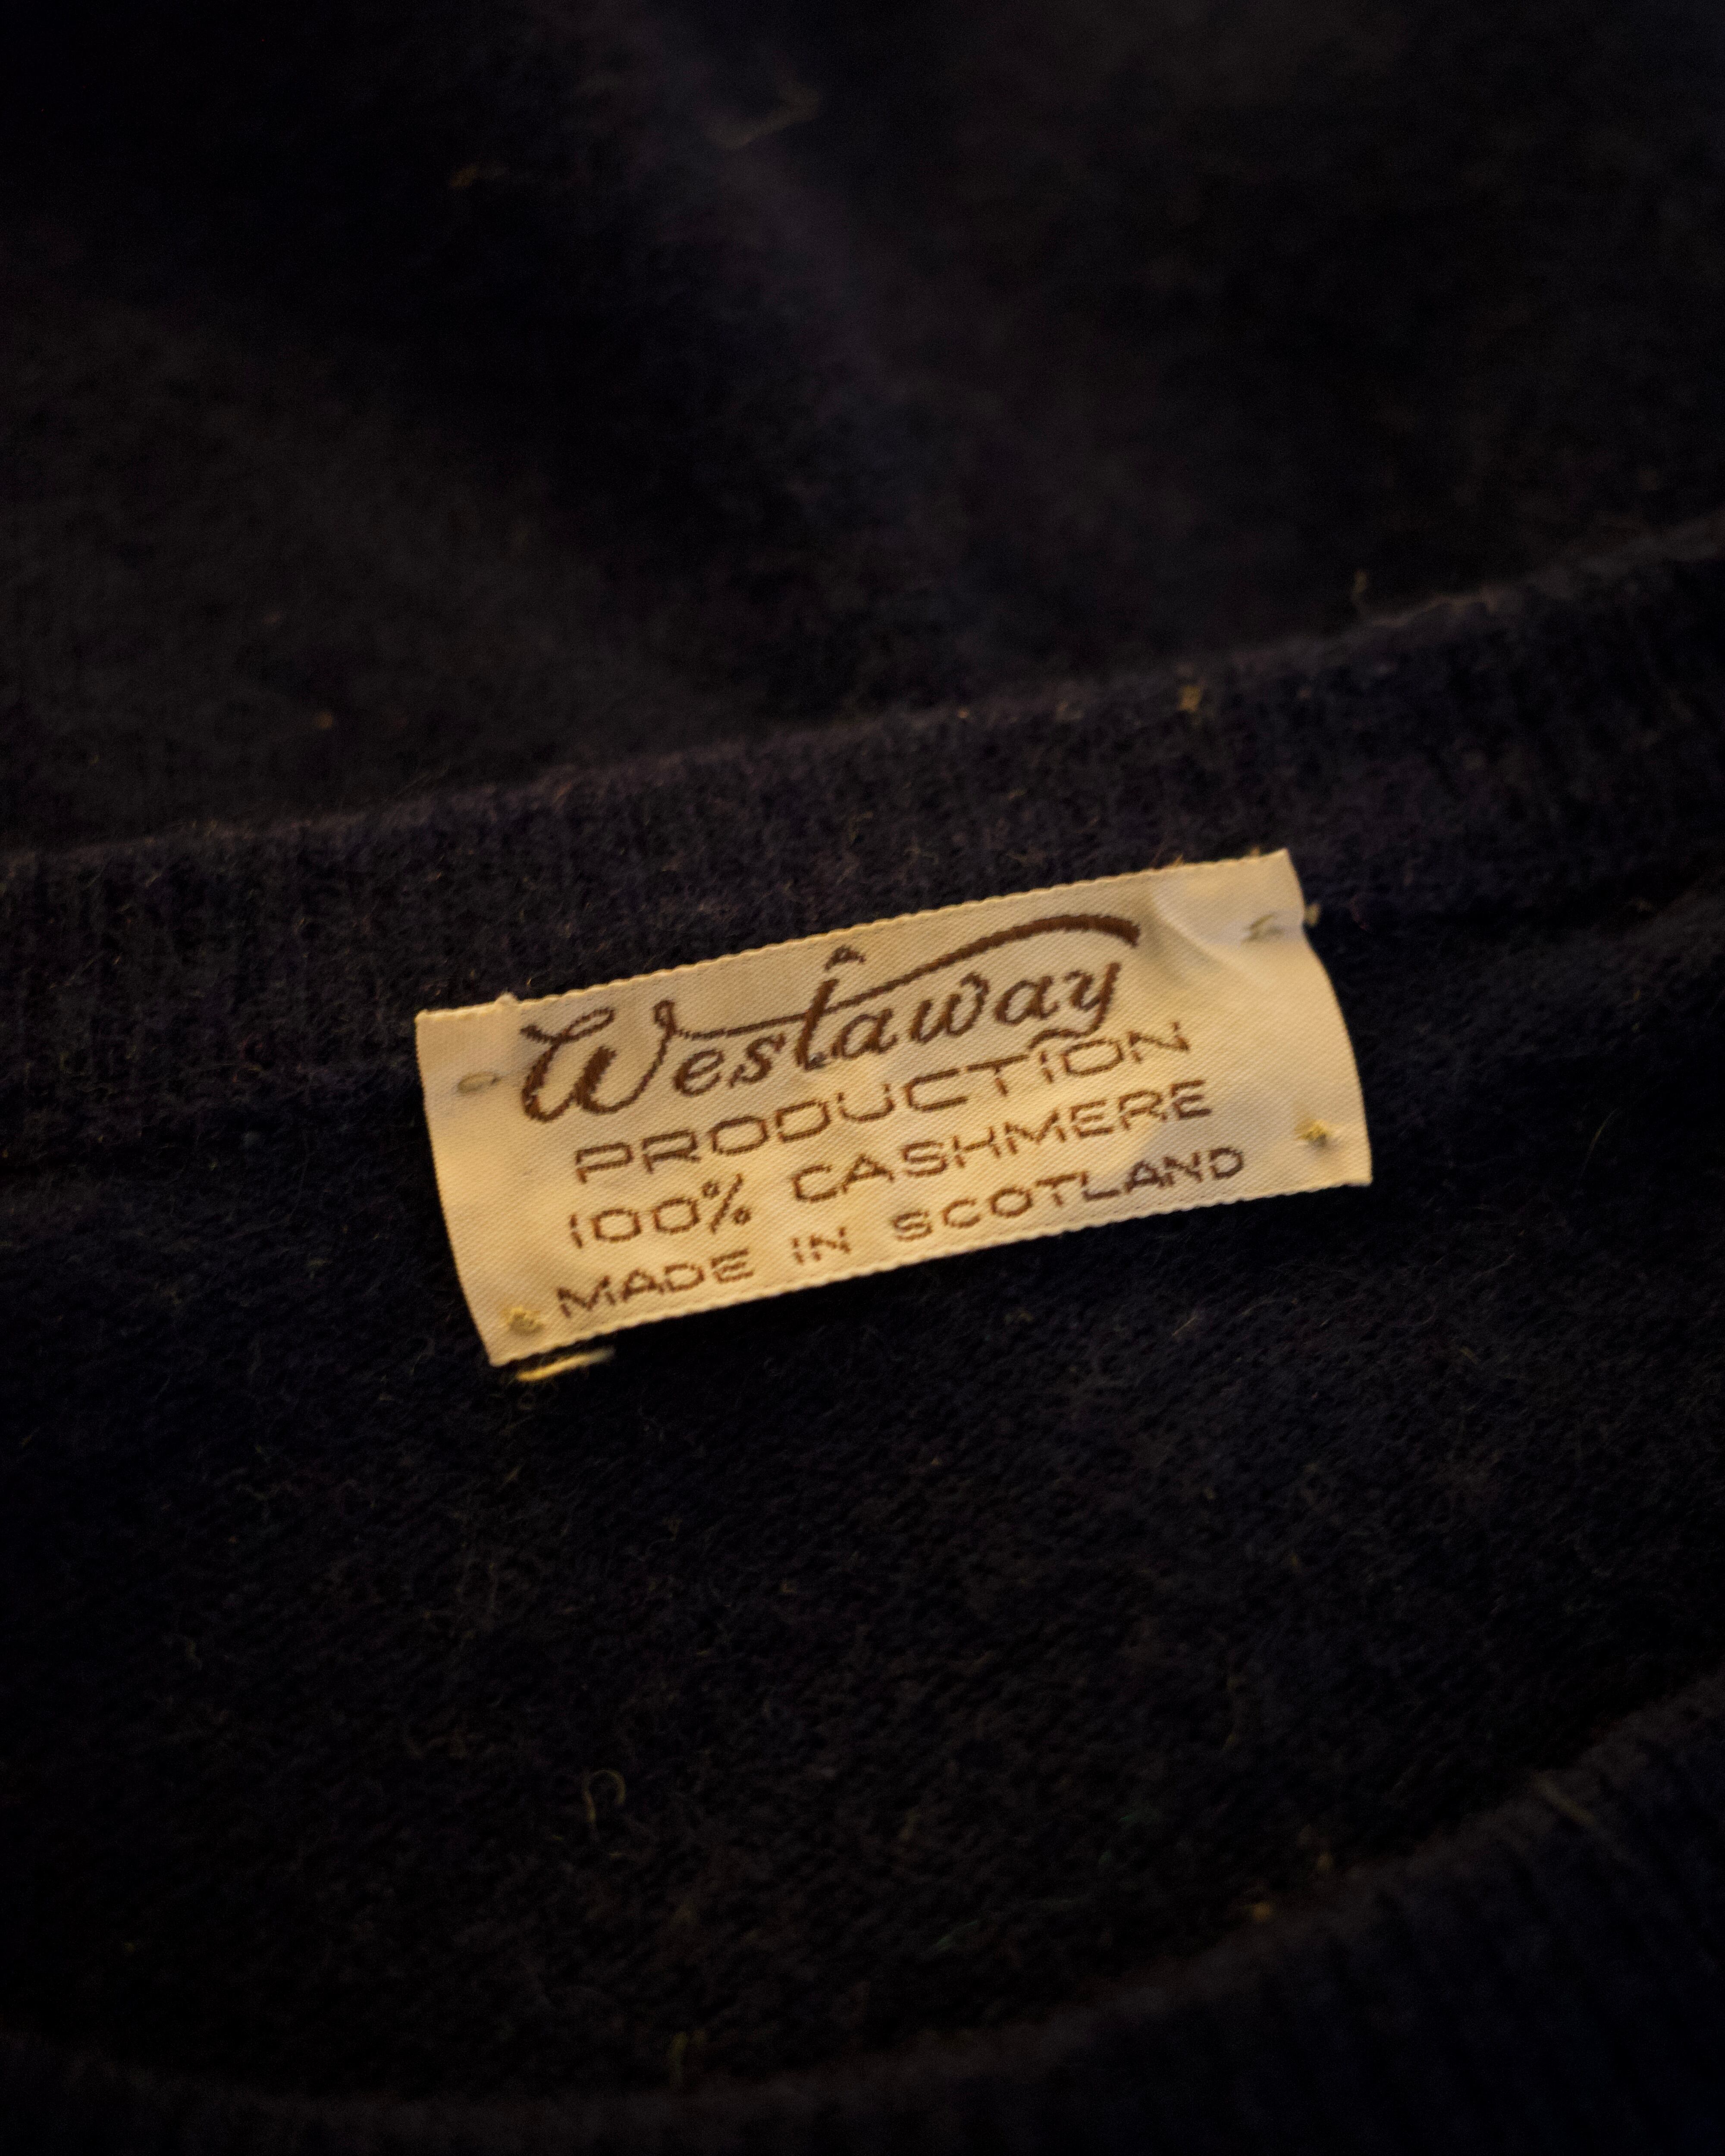 A
Westaway
PRODUCTION
100% CASHMERE
MADE IN SCOTLAND